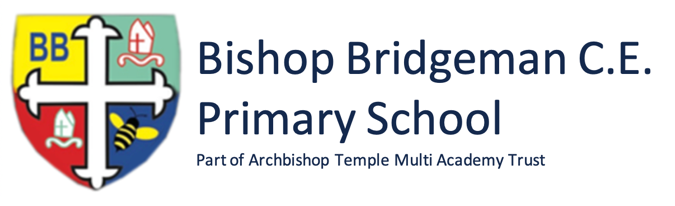 BB
Bishop Bridgeman C.E.
Primary School
Part of Archbishop Temple Multi Academy Trust